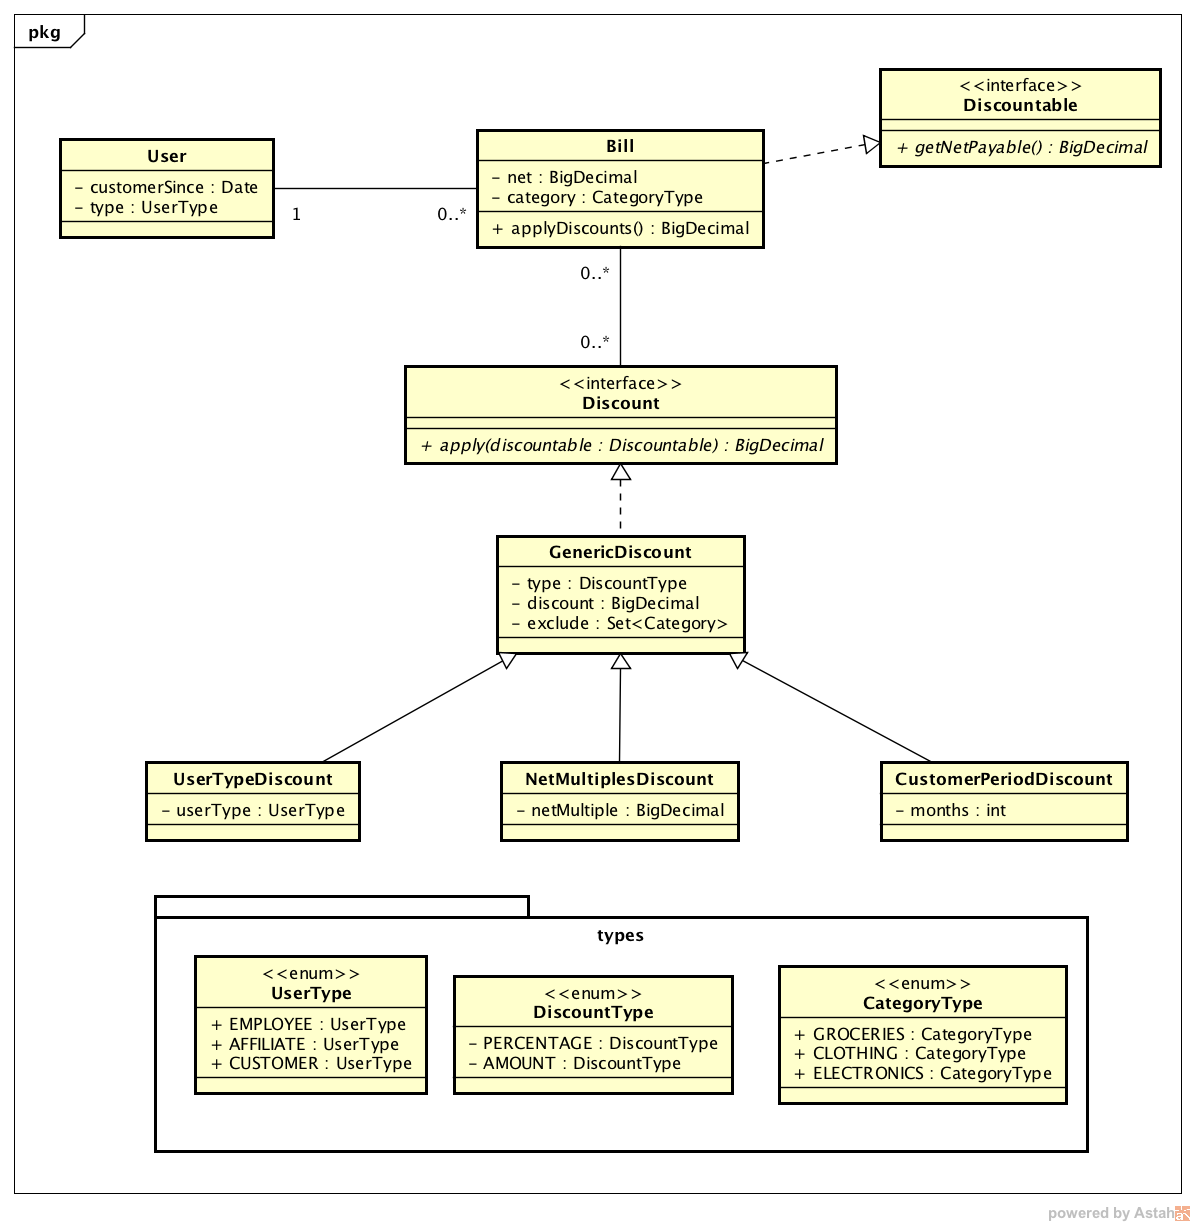 pkg
<<interface>>
Discountable
+ getNetPayable() : BigDecimal
User
- customerSince : Date
- type : UserType
1
0..*
Bill
- net : BigDecimal
- category : CategoryType
+ applyDiscounts() : BigDecimal
0..*
0..*
<<interface>>
Discount
+ apply(discountable : Discountable) : BigDecimal
GenericDiscount
- type : DiscountType
- discount : BigDecimal
- exclude : Set<Category>
UserTypeDiscount
- userType : UserType
NetMultiplesDiscount
- netMultiple : BigDecimal
CustomerPeriodDiscount
- months : int
types
<<enum>>
UserType
+ EMPLOYEE : UserType
+ AFFILIATE : UserType
+ CUSTOMER : UserType
<<enum>>
DiscountType
- PERCENTAGE : DiscountType
- AMOUNT : DiscountType
<<enum>>
CategoryType
+ GROCERIES : CategoryType
+ CLOTHING : CategoryType
+ ELECTRONICS : CategoryType
powered by Astah